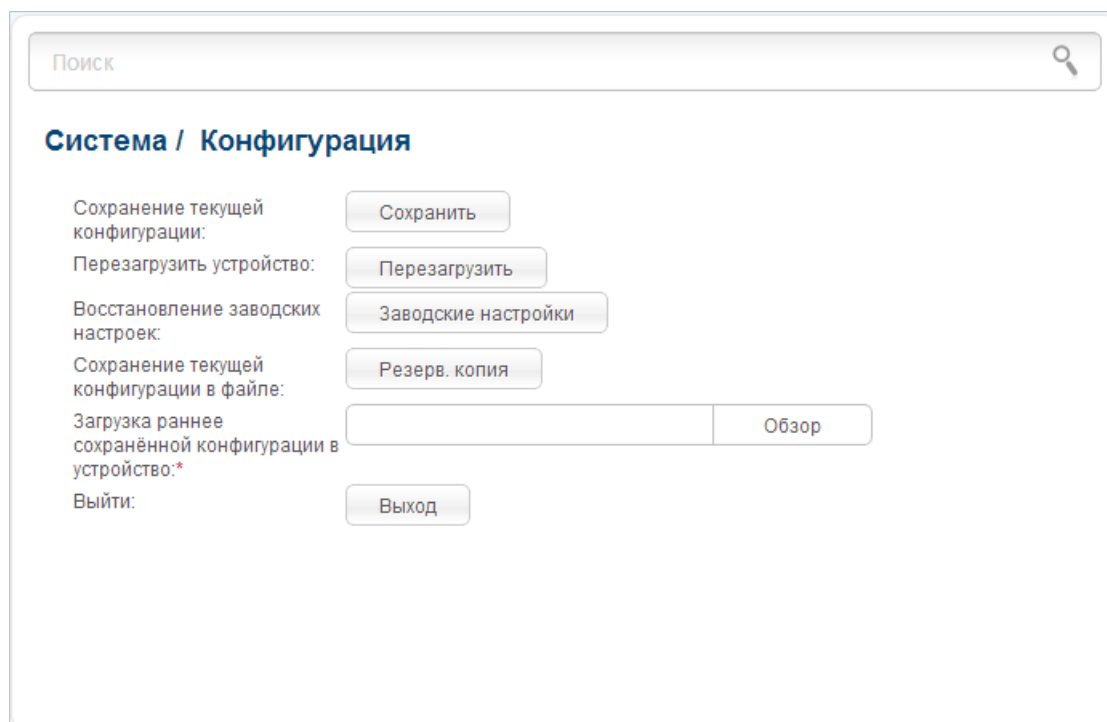 Поиск
Система / Конфигурация
Сохранение текущей
конфигурации:
Сохранить
Перезагрузить устройство:
Перезагрузить
Восстановление заводских
настроек:
Заводские настройки
Сохранение текущей
конфигурации в файле:
Резерв. копия
Загрузка раннее
сохранённой конфигурации в
устройство:*
Обзор
Выйти:
Выход